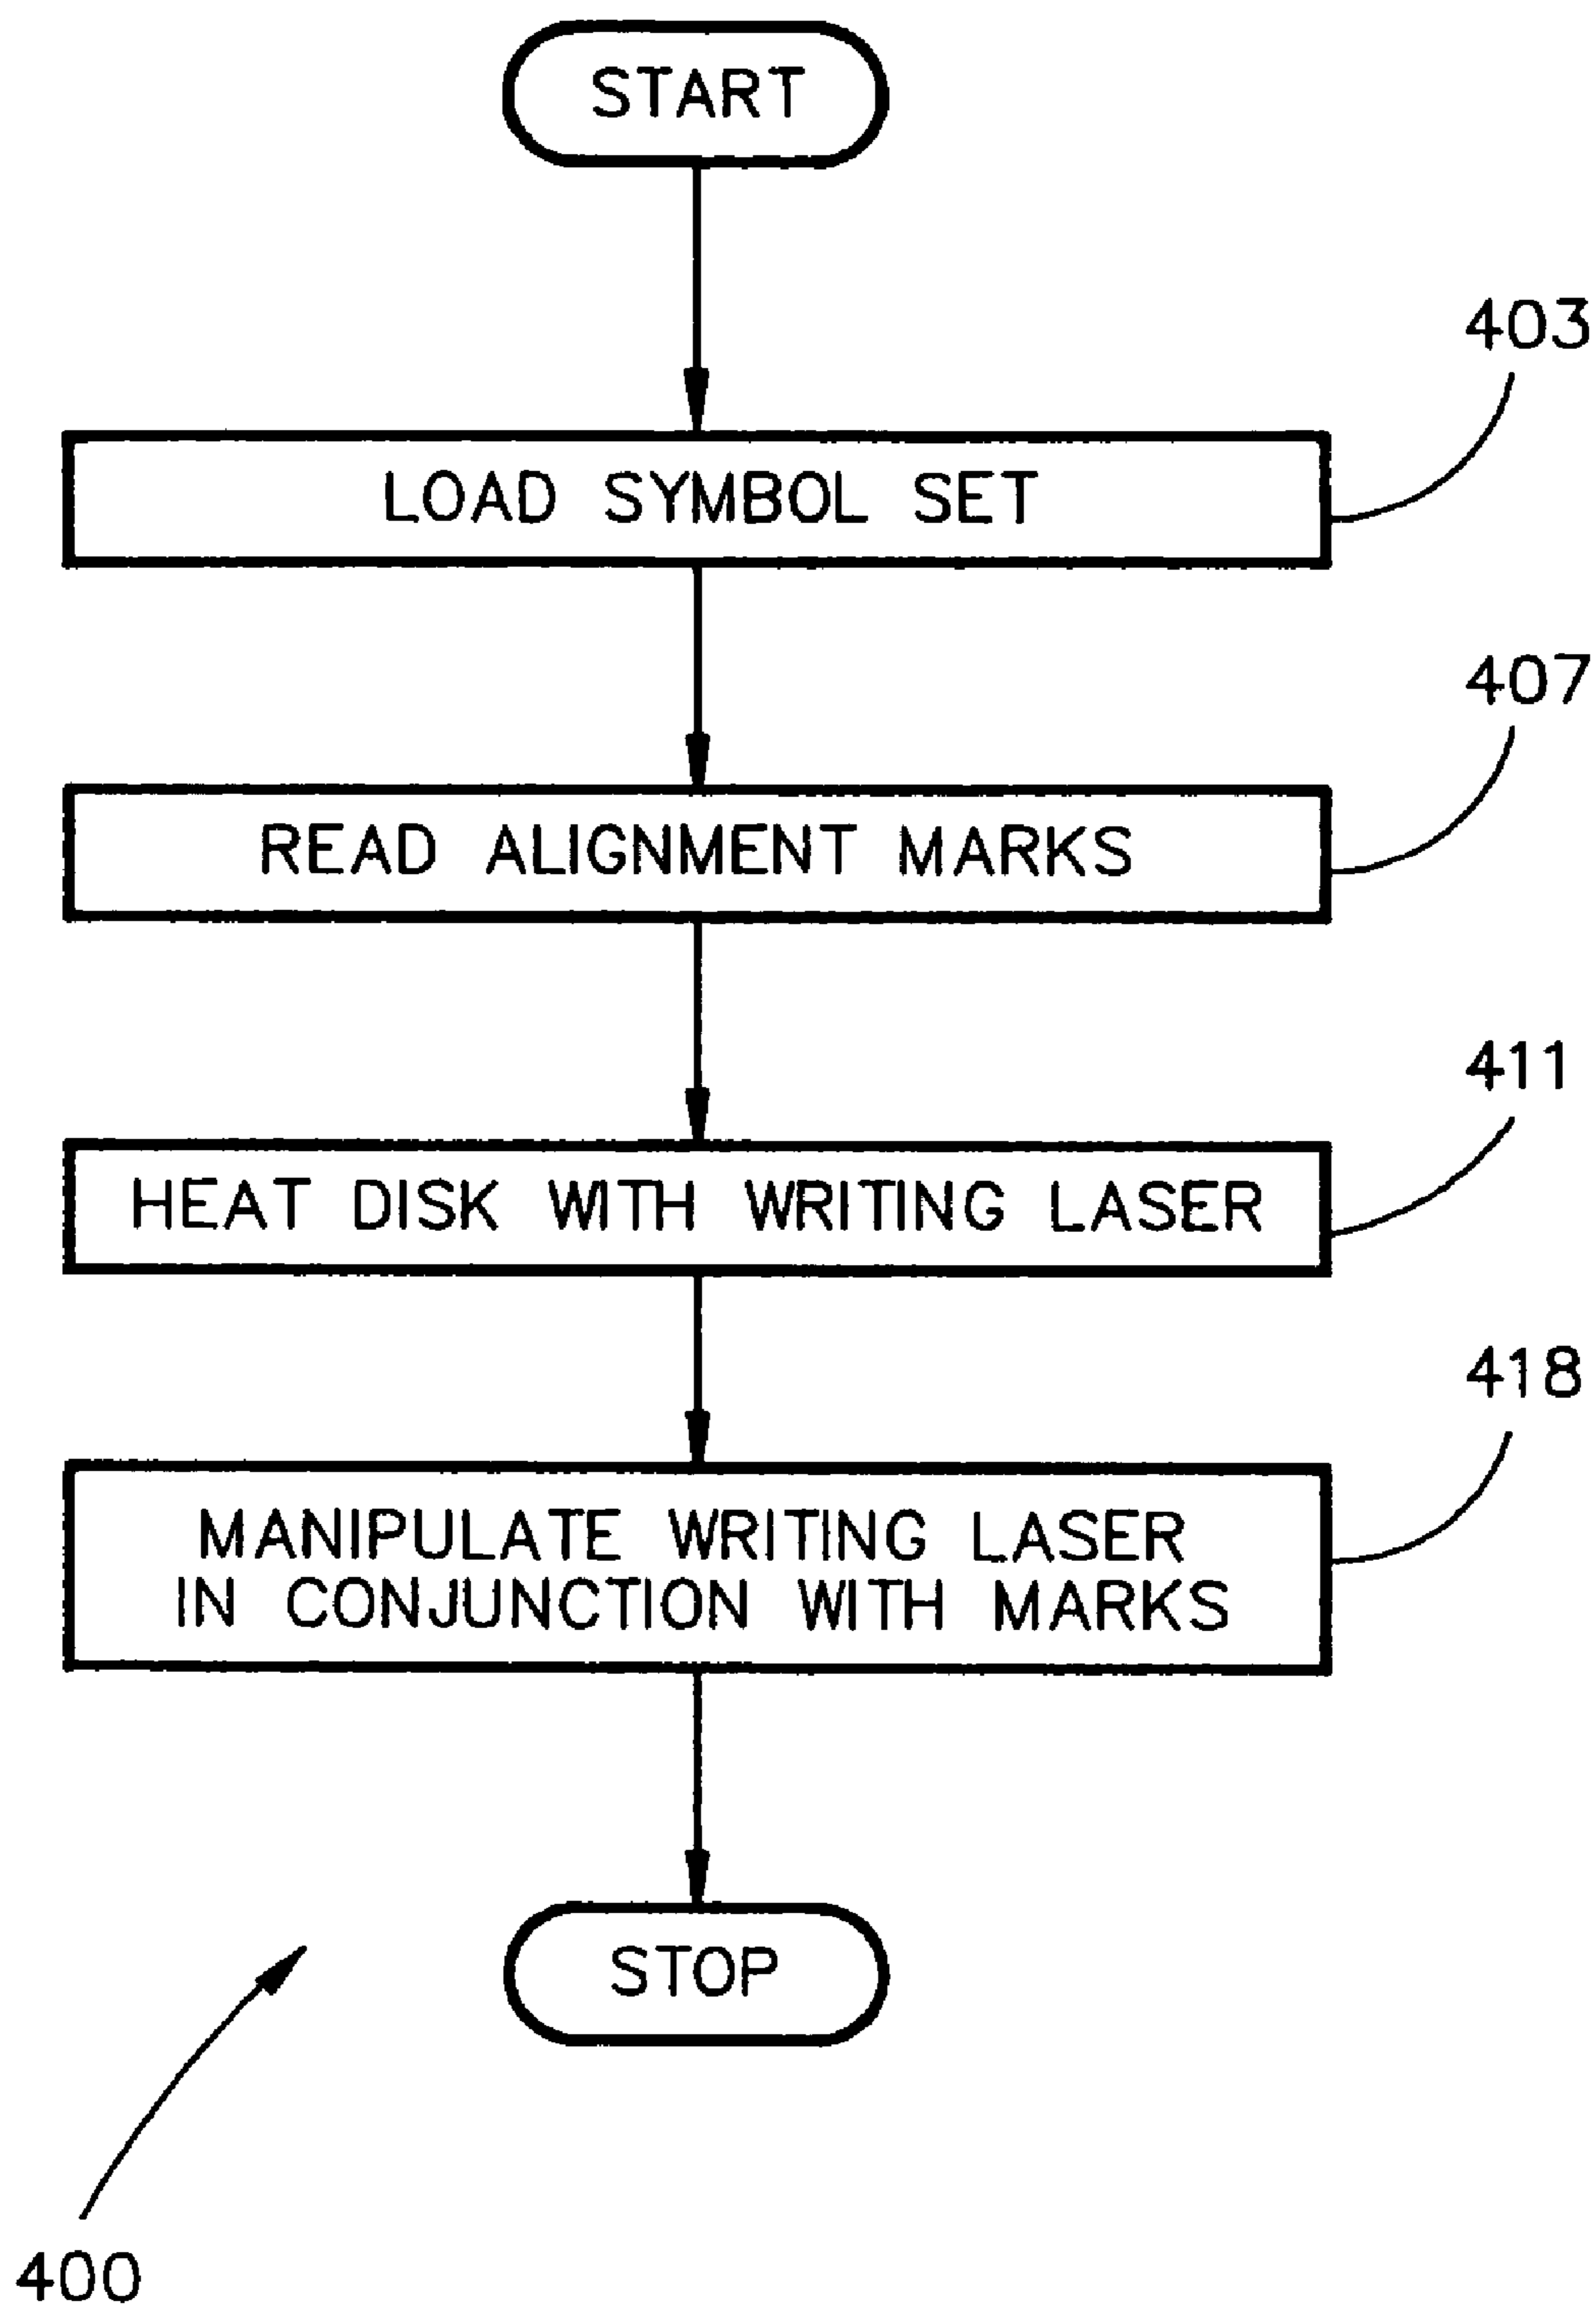 START
403
LOAD SYMBOL SET
407
READ ALIGNMENT MARKS
411
HEAT DISK WITH WRITING LASER
418
MANIPULATE WRITING LASER
IN CONJUNCTION WITH MARKS
STOP
400